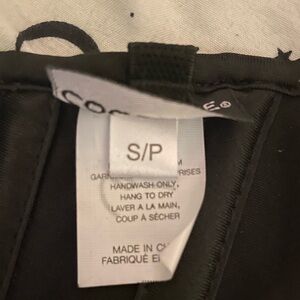 S/P
HANDWASH ONLY,
HANG TO DRY
LAVER A LA MAIN,
COUP À SÉCHER
MADE IN
FABRIQUÉ